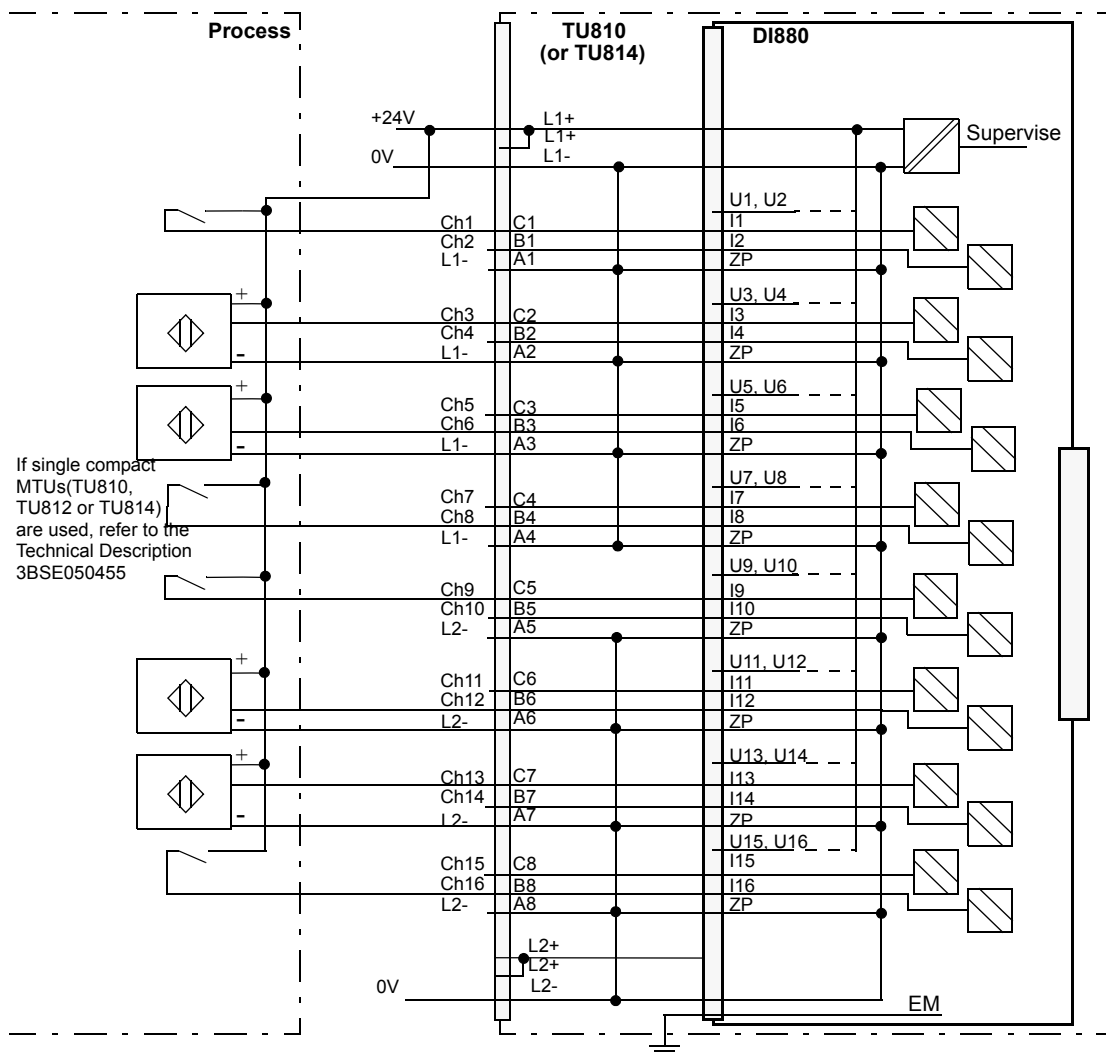 Process
TU810
(or TU814)
DI880
+24V
L1+
L1+
0V
L1-
Supervise
U1, U2
Ch1 C1 I1
Ch2 B1 I2
L1- A1 ZP
+
U3, U4
Ch3 C2 I3
Ch4 B2 I4
-
L1- A2 ZP
+
U5, U6
Ch5 C3 I5
Ch6 B3 I6
-
L1- A3 ZP
If single compact
MTUs(TU810,
TU812 or TU814)
are used, refer to the
Technical Description
3BSE050455
U7, U8
Ch7 C4 I7
Ch8 B4 I8
L1- A4 ZP
U9, U10
Ch9 C5 I9
Ch10 B5 I10
L2- A5 ZP
+
U11, U12
Ch11 C6 I11
Ch12 B6 I12
-
L2- A6 ZP
+
U13, U14
Ch13 C7 I13
Ch14 B7 I14
-
L2- A7 ZP
U15, U16
Ch15 C8 I15
Ch16 B8 I16
L2- A8 ZP
L2+
L2+
0V
L2-
EM